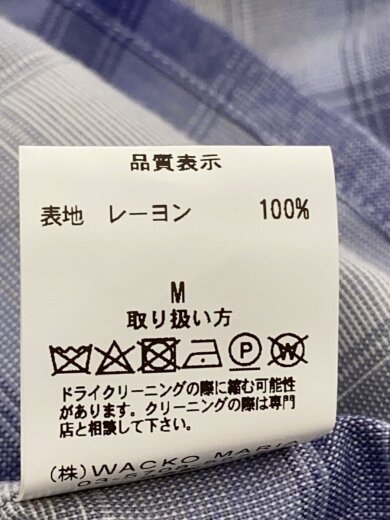 品質表示
表地 レーヨン 100%
M
取り扱い方
P W
ドライクリーニングの際に縮む可能性
があります。クリーニングの際は専門
店と相談して下さい。
(株)WACKO MARIA